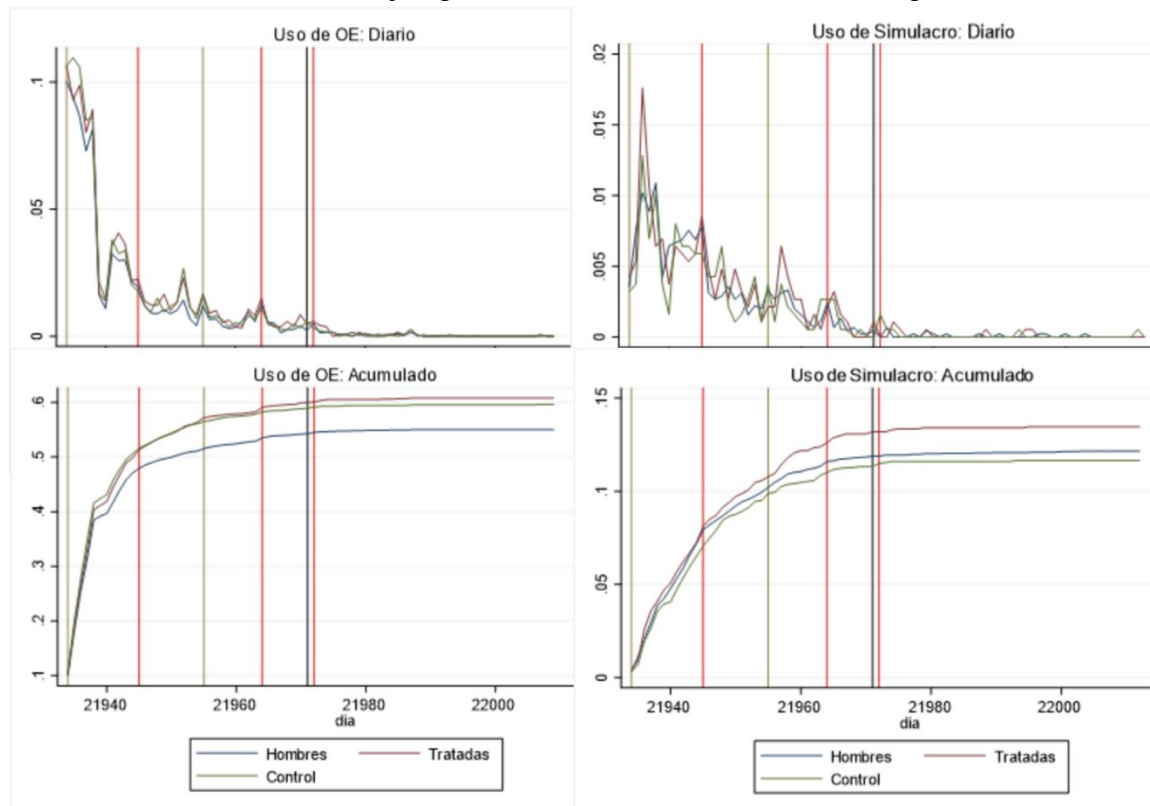 Uso de OE: Diario
.1
.05
0
Uso de Simulacro: Diario
.02
.015
.01
.005
0
Uso de OE: Acumulado
.6
.5
.4
.3
.2
.1
21940 21960 21980 22000
dia
Hombres Tratadas
Control
Uso de Simulacro: Acumulado
.15
.1
.05
0
21940 21960 21980 22000
dia
Hombres Tratadas
Control